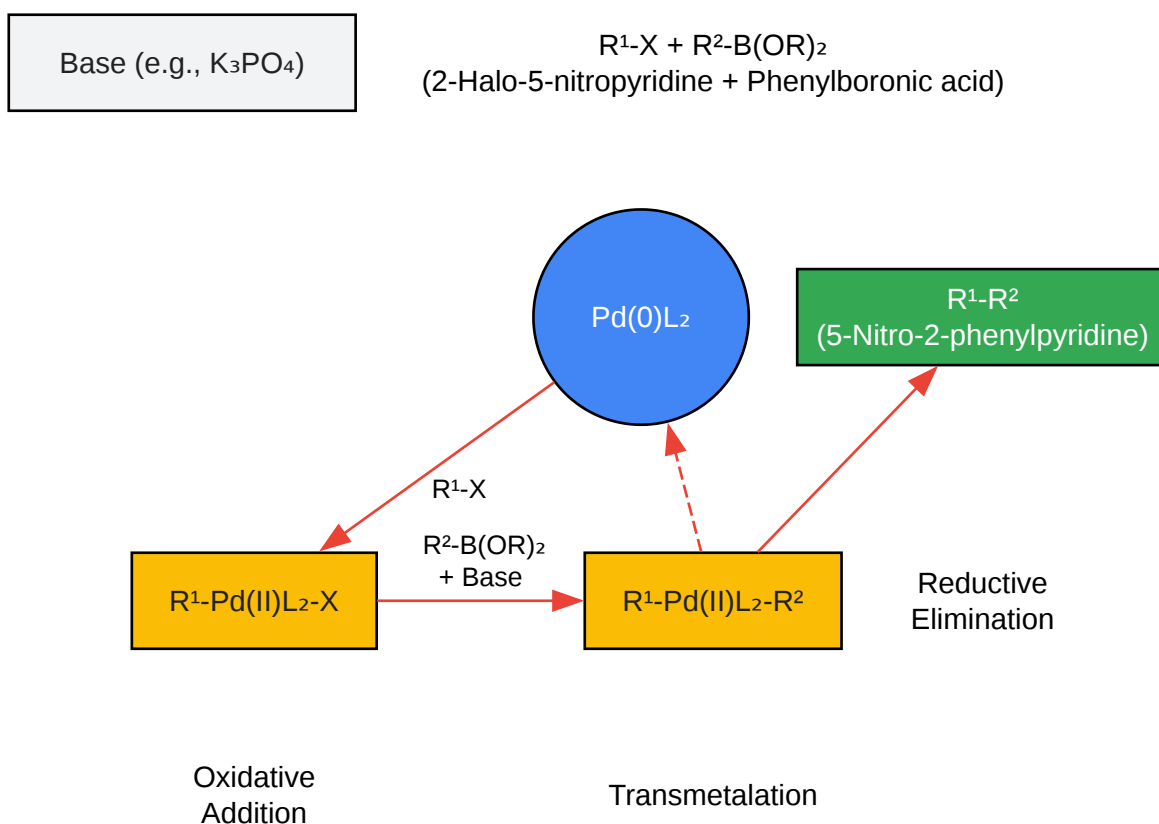 Base (e.g., K₃PO₄)
R¹-X + R²-B(OR)₂
(2-Halo-5-nitropyridine + Phenylboronic acid)
Pd(0)L₂
R¹-R²
(5-Nitro-2-phenylpyridine)
R¹-X
R²-B(OR)₂
+ Base
R¹-Pd(II)L₂-X
R¹-Pd(II)L₂-R²
Reductive
Elimination
Oxidative
Addition
Transmetalation